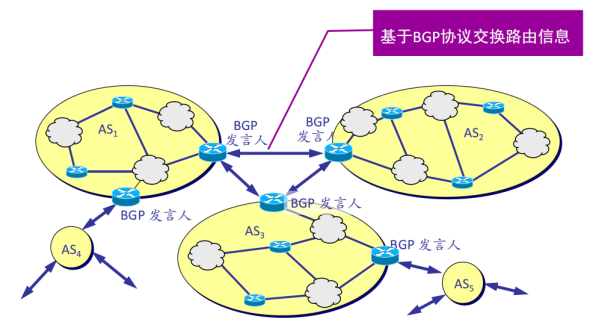 基于BGP协议交换路由信息
BGP
发言人
BGP
发言人
AS1
AS2
BGP 发言人
BGP 发言人
AS3
AS4
BGP 发言人
AS5